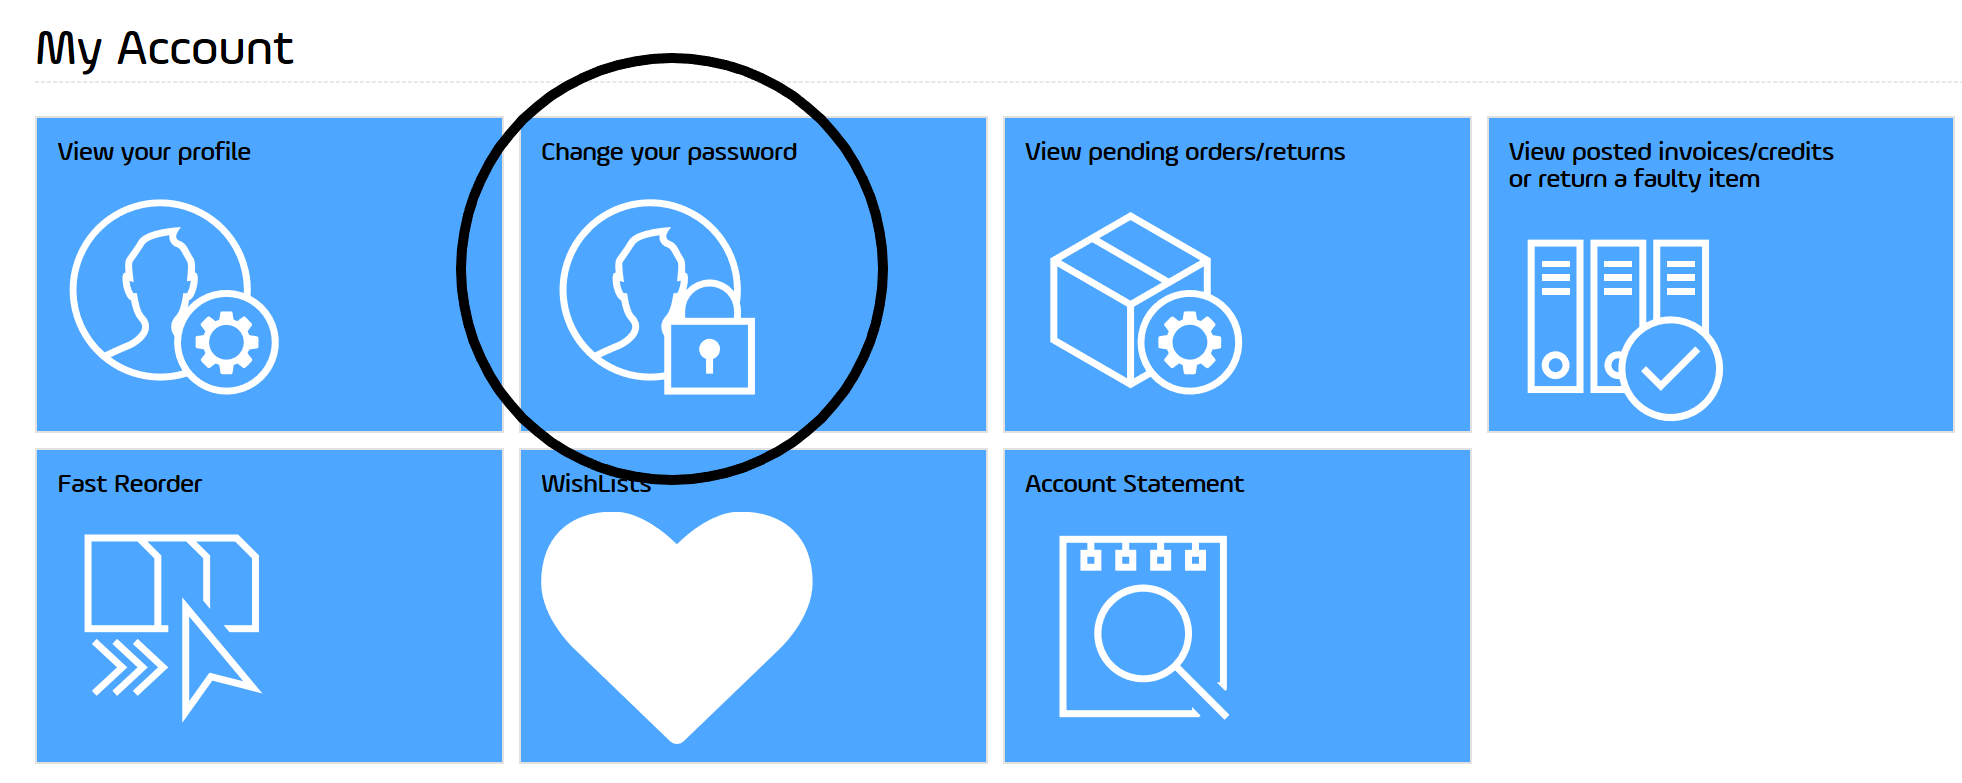 My Account
View your profile
Change your password
View pending orders/returns
View posted invoices/credits
or return a faulty item
Fast Reorder
WishLists
Account Statement